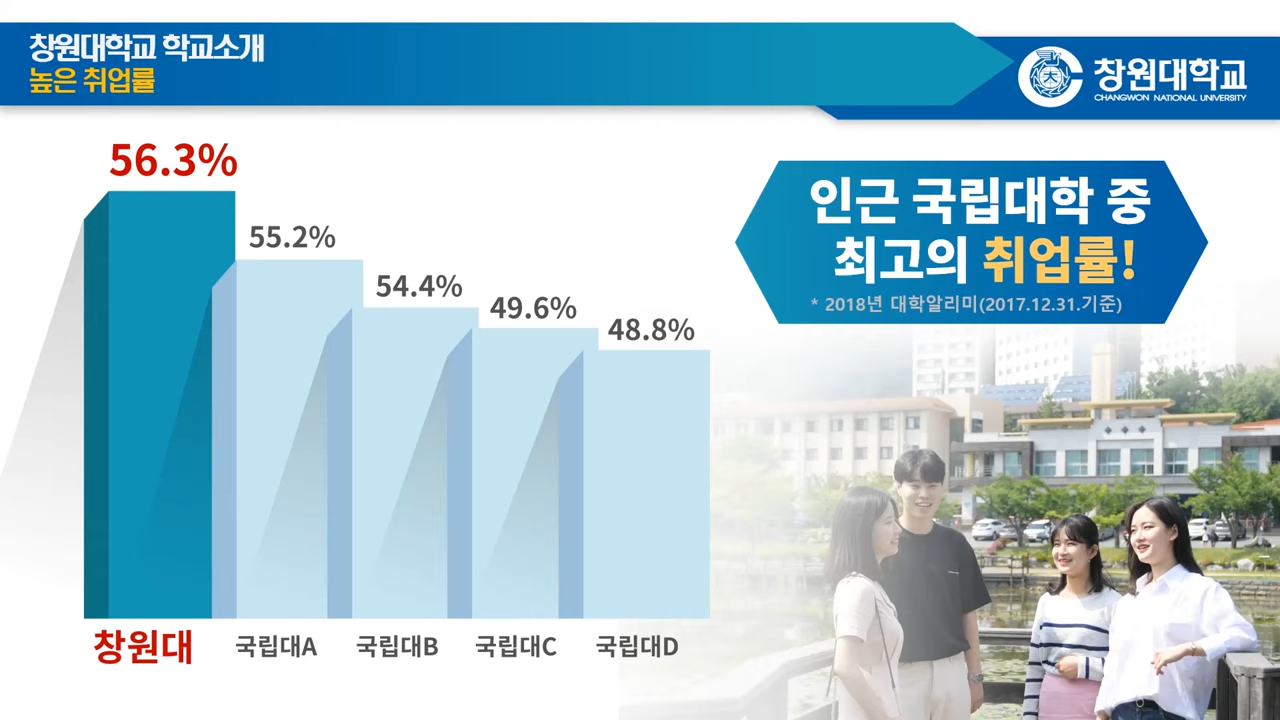 창원대학교 학교소개
높은 취업률
창원대학교
CHANGWON NATIONAL UNIVERSITY
56.3%
55.2%
54.4%
49.6%
48.8%
창원대
국립대A
국립대B
국립대C
국립대D
인근 국립대학 중
최고의 취업률!
* 2018년 대학알리미(2017.12.31.기준)